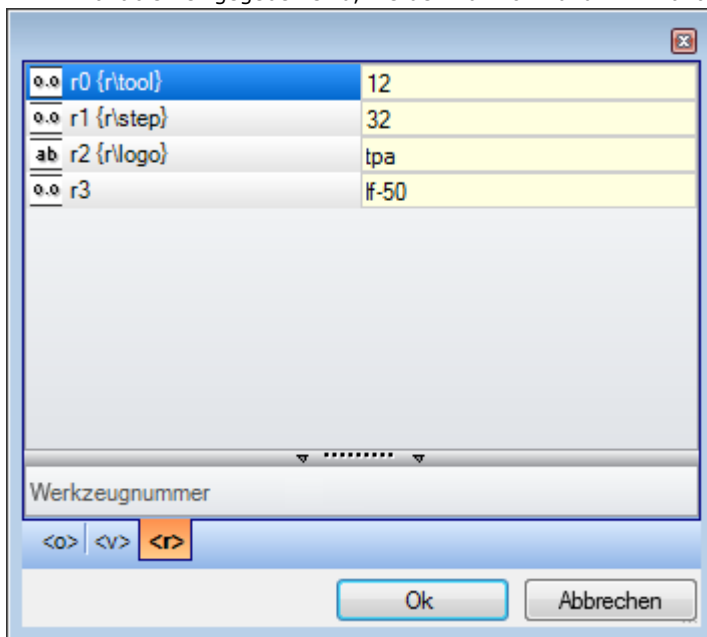 0.0 r0 {r\tool} 12
0.0 r1 {r\step} 32
ab r2 {r\logo} tpa
0.0 r3 lf-50
Werkzeugnummer
<o> <v> <r>
Ok Abbrechen